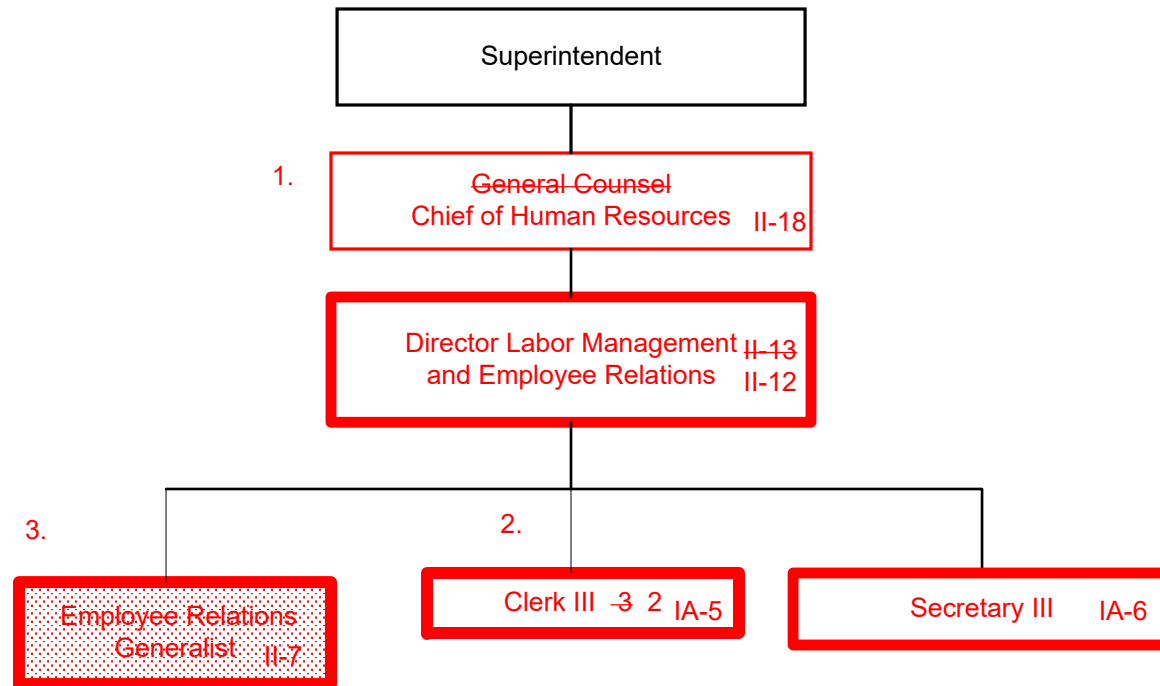 Superintendent
1.
General Counsel
Chief of Human Resources II-18
Director Labor Management II-13
and Employee Relations II-12
3.
2.
Employee Relations
Generalist II-7
Clerk III 3 2 IA-5
Secretary III IA-6